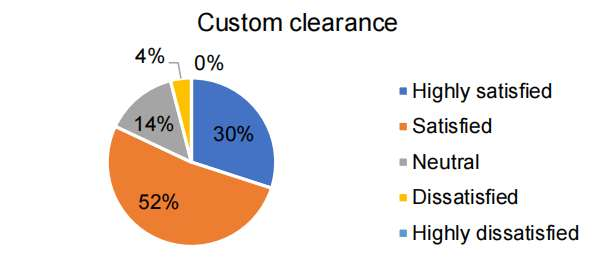 Custom clearance
4%
0%
14%
30%
52%
Highly satisfied
Satisfied
Neutral
Dissatisfied
Highly dissatisfied